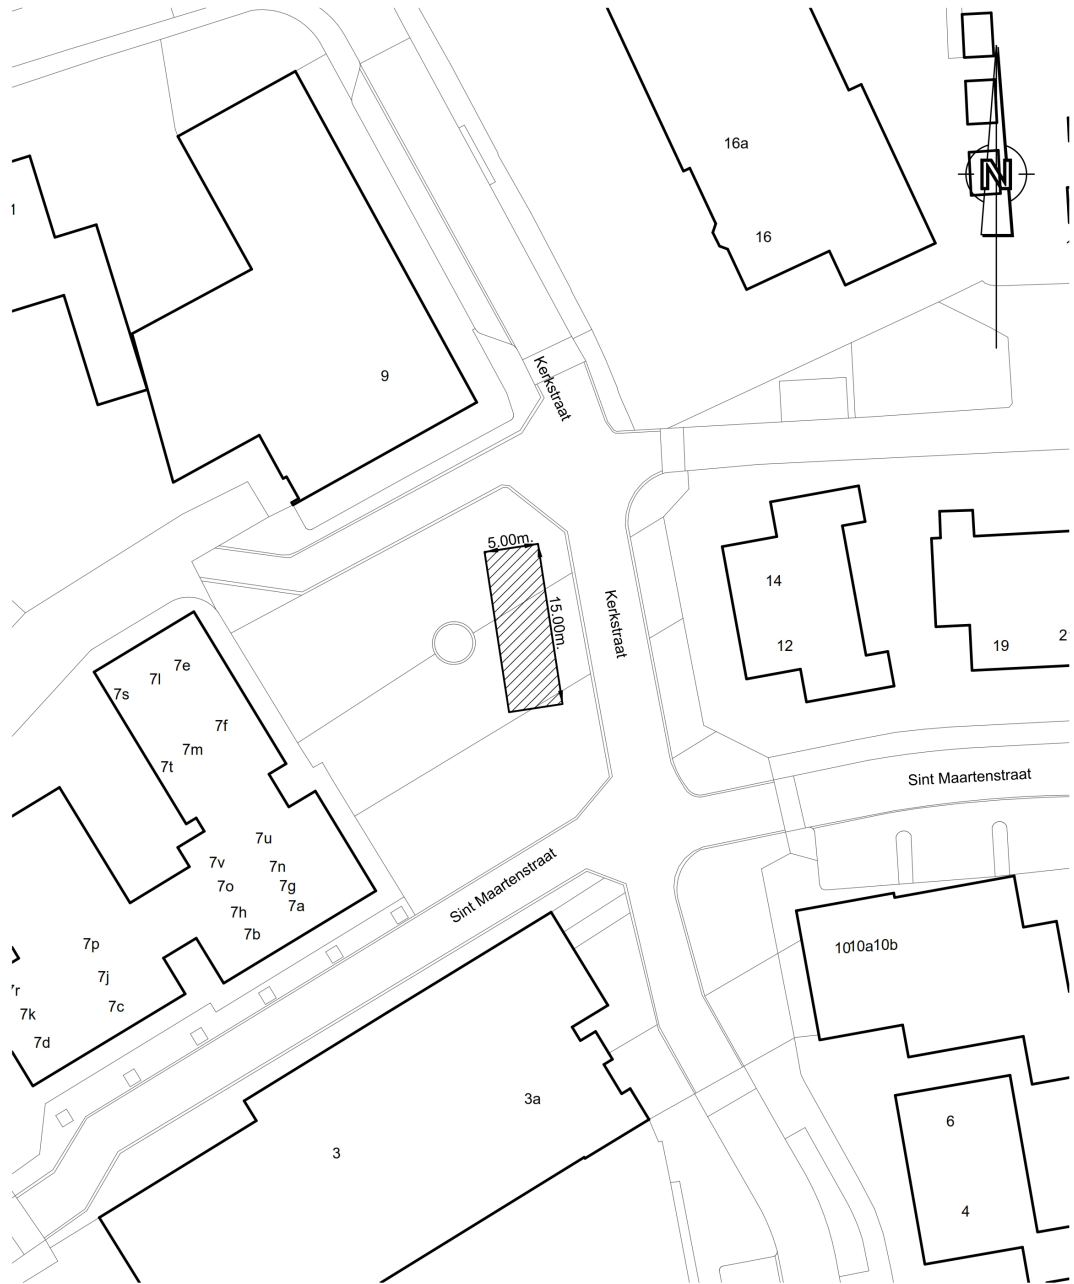 16a
N
1
16
9
Kerkstraat
5.00m.
15.00m.
14
Kerkstraat
12
19
2
7e
7l
7s
7f
7m
7t
Sint Maartenstraat
7u
7v
7n
7o
7g
7a
7h
7b
Sint Maartenstraat
7p
10
10a
10b
7j
7r
7c
7k
7d
3a
6
3
4